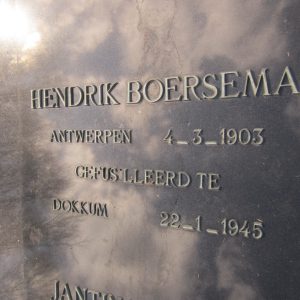 HENDRIK BOERSEMA
ANTWERPEN 4_3_1903
GEFUSILLEERD TE
DOKKUM 22_1_1945